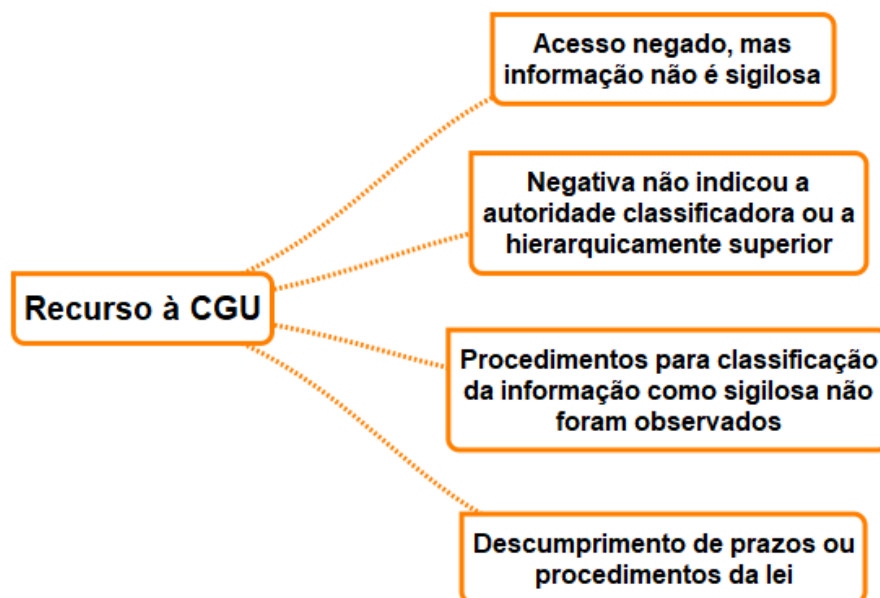 Acesso negado, mas
informação não é sigilosa
Negativa não indicou a
autoridade classificadora ou a
hierarquicamente superior
Recurso à CGU
Procedimentos para classificação
da informação como sigilosa não
foram observados
Descumprimento de prazos ou
procedimentos da lei